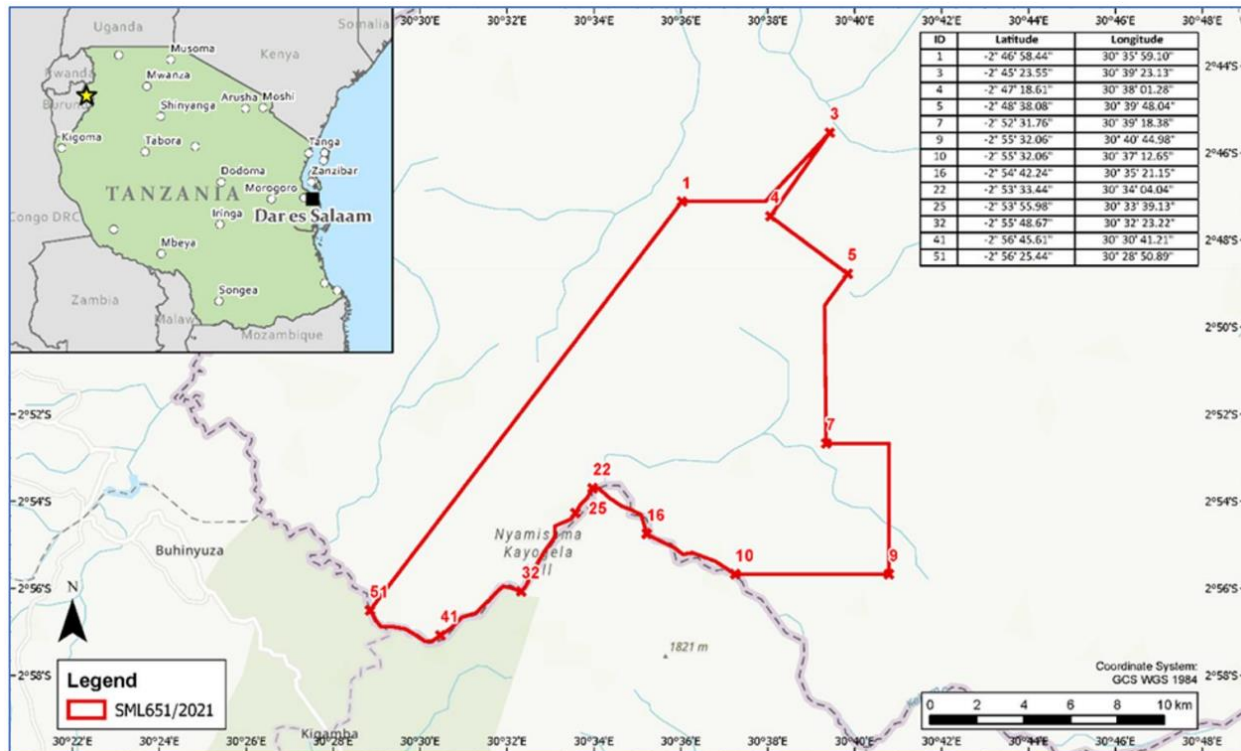 30°30'E 30°32'E 30°34'E 30°36'E 30°38'E 30°40'E 30°42'E 30°44'E 30°46'E 30°48'E
Uganda
Kenya
Somalia
Musoma
Rwanda
Mwanza
Arusha Moshi
Shinyanga
Kigoma
Tabora
Tanga
Zanzibar
Dodoma
Morogoro
TANZANIA
Dar es Salaam
Congo DRC
Iringa
Mbeya
Zambia
Songea
Mozambique
ID Latitude Longitude
1 -2° 46' 58.44" 30° 35' 59.10"
3 -2° 45' 23.55" 30° 39' 23.13"
4 -2° 47' 18.61" 30° 38' 01.28"
5 -2° 48' 38.08" 30° 39' 48.04"
7 -2° 52' 31.76" 30° 39' 18.38"
9 -2° 55' 32.06" 30° 40' 44.98"
10 -2° 55' 32.06" 30° 37' 12.65"
16 -2° 54' 42.24" 30° 35' 21.15"
22 -2° 53' 33.44" 30° 34' 04.04"
25 -2° 53' 55.98" 30° 33' 39.13"
32 -2° 55' 48.67" 30° 32' 23.22"
41 -2° 56' 45.61" 30° 30' 41.21"
51 -2° 56' 25.44" 30° 28' 50.89"
2°44'S
2°46'S
2°48'S
2°50'S
2°52'S 2°52'S
2°54'S 2°54'S
2°56'S 2°56'S
2°58'S 2°58'S
3
1
4
5
7
22
25
16
10
9
32
41
51
Buhinyuza
1821 m
Kigamba
N
Legend
SML651/2021
Coordinate System:
GCS WGS 1984
0 2 4 6 8 10 km
30°22'E 30°24'E 30°26'E 30°28'E 30°30'E 30°32'E 30°34'E 30°36'E 30°38'E 30°40'E 30°42'E 30°44'E 30°46'E 30°48'E